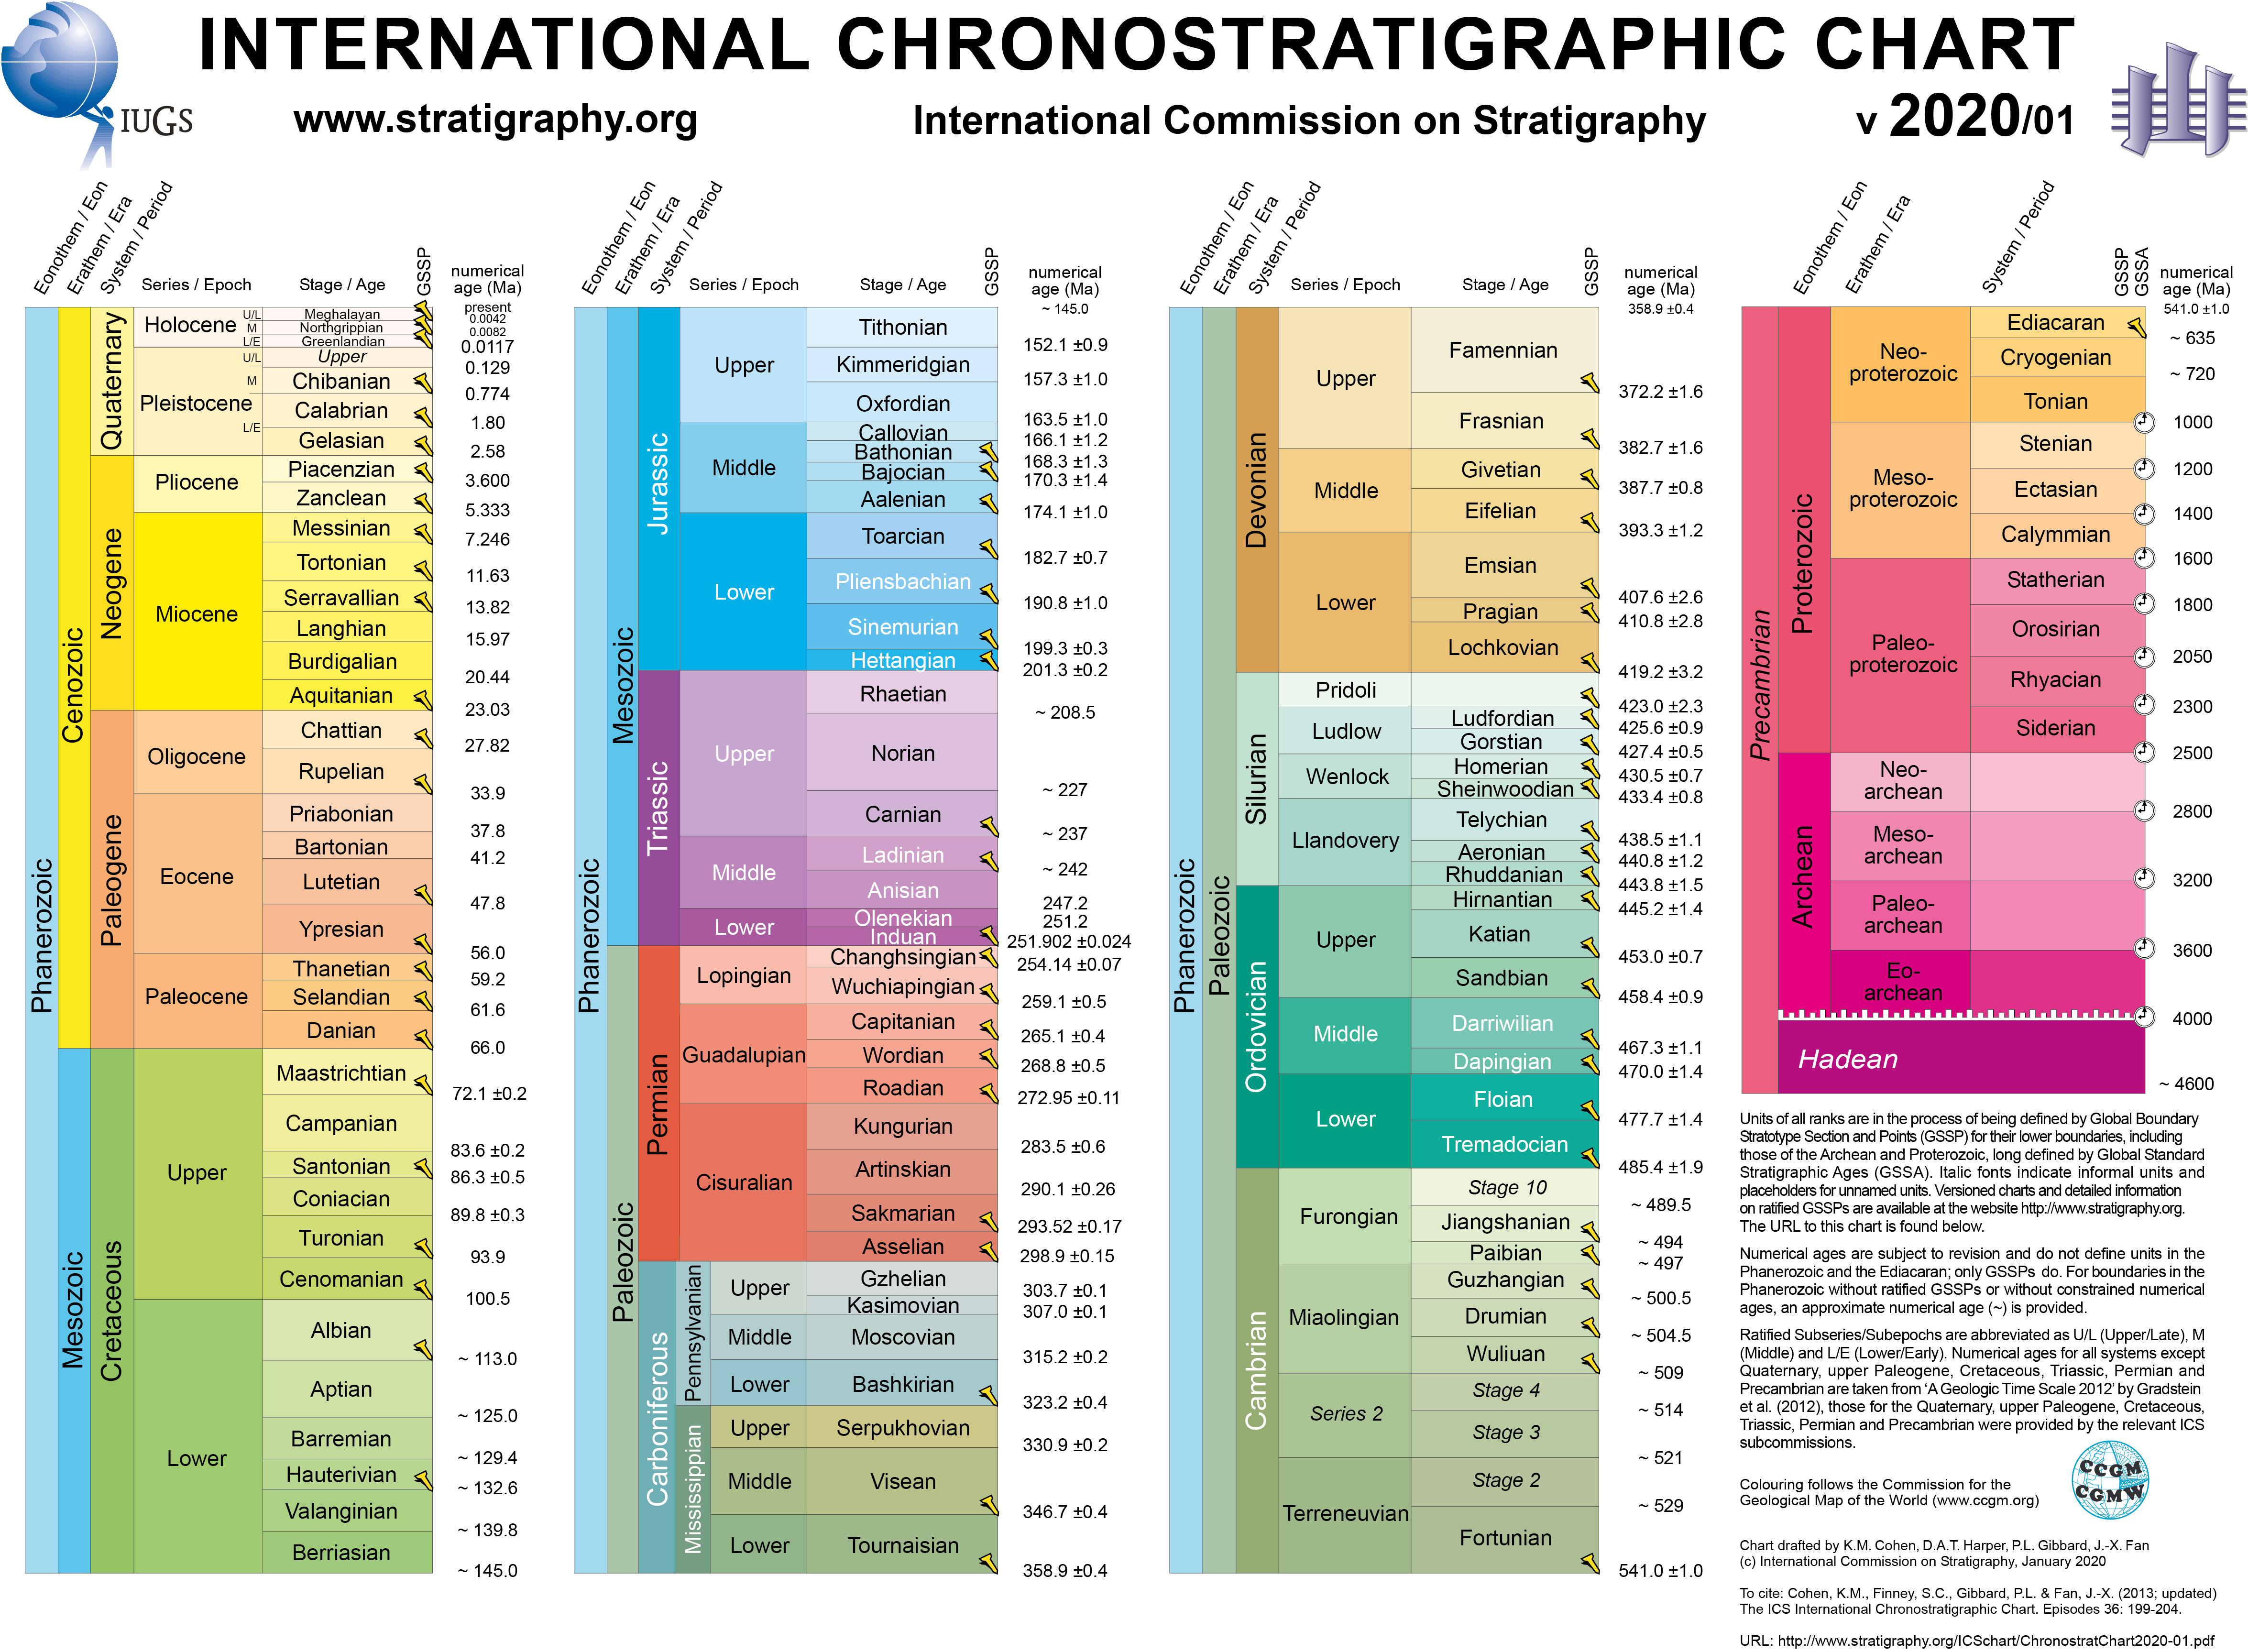 INTERNATIONAL CHRONOSTRATIGRAPHIC CHART
IUGS
www.stratigraphy.org
International Commission on Stratigraphy
v 2020/01
Eonothem / Eon
Erathem / Era
System / Period
Series / Epoch
Stage / Age
GSSP
numerical age (Ma)
Phanerozoic
Cenozoic
Quaternary
Holocene
U/L
Meghalayan
present
0.0042
M
Northgrippian
0.0082
L/E
Greenlandian
0.0117
Pleistocene
U/L
Upper
0.129
M
Chibanian
0.774
L/E
Calabrian
1.80
Gelasian
2.58
Neogene
Pliocene
Piacenzian
3.600
Zanclean
5.333
Miocene
Messinian
7.246
Tortonian
11.63
Serravallian
13.82
Langhian
15.97
Burdigalian
20.44
Aquitanian
23.03
Paleogene
Oligocene
Chattian
27.82
Rupelian
33.9
Eocene
Priabonian
37.8
Bartonian
41.2
Lutetian
47.8
Ypresian
56.0
Paleocene
Thanetian
59.2
Selandian
61.6
Danian
66.0
Mesozoic
Cretaceous
Upper
Maastrichtian
72.1 ±0.2
Campanian
83.6 ±0.2
Santonian
86.3 ±0.5
Coniacian
89.8 ±0.3
Turonian
93.9
Cenomanian
100.5
Lower
Albian
~ 113.0
Aptian
~ 125.0
Barremian
~ 129.4
Hauterivian
~ 132.6
Valanginian
~ 139.8
Berriasian
~ 145.0
Eonothem / Eon
Erathem / Era
System / Period
Series / Epoch
Stage / Age
GSSP
numerical age (Ma)
~ 145.0
Phanerozoic
Mesozoic
Jurassic
Upper
Tithonian
152.1 ±0.9
Kimmeridgian
157.3 ±1.0
Oxfordian
163.5 ±1.0
Middle
Callovian
166.1 ±1.2
Bathonian
168.3 ±1.3
Bajocian
170.3 ±1.4
Aalenian
174.1 ±1.0
Lower
Toarcian
182.7 ±0.7
Pliensbachian
190.8 ±1.0
Sinemurian
199.3 ±0.3
Hettangian
201.3 ±0.2
Triassic
Upper
Rhaetian
~ 208.5
Norian
~ 227
Carnian
~ 237
Middle
Ladinian
~ 242
Anisian
247.2
Lower
Olenekian
251.2
Induan
251.902 ±0.024
Paleozoic
Permian
Lopingian
Changhsingian
254.14 ±0.07
Wuchiapingian
259.1 ±0.5
Guadalupian
Capitanian
265.1 ±0.4
Wordian
268.8 ±0.5
Roadian
272.95 ±0.11
Cisuralian
Kungurian
283.5 ±0.6
Artinskian
290.1 ±0.26
Sakmarian
293.52 ±0.17
Asselian
298.9 ±0.15
Carboniferous
Pennsylvanian
Upper
Gzhelian
303.7 ±0.1
Kasimovian
307.0 ±0.1
Middle
Moscovian
315.2 ±0.2
Lower
Bashkirian
323.2 ±0.4
Mississippian
Upper
Serpukhovian
330.9 ±0.2
Middle
Visean
346.7 ±0.4
Lower
Tournaisian
358.9 ±0.4
Eonothem / Eon
Erathem / Era
System / Period
Series / Epoch
Stage / Age
GSSP
numerical age (Ma)
358.9 ±0.4
Phanerozoic
Paleozoic
Devonian
Upper
Famennian
372.2 ±1.6
Frasnian
382.7 ±1.6
Middle
Givetian
387.7 ±0.8
Eifelian
393.3 ±1.2
Lower
Emsian
407.6 ±2.6
Pragian
410.8 ±2.8
Lochkovian
419.2 ±3.2
Silurian
Pridoli
423.0 ±2.3
Ludlow
Ludfordian
425.6 ±0.9
Gorstian
427.4 ±0.5
Wenlock
Homerian
430.5 ±0.7
Sheinwoodian
433.4 ±0.8
Llandovery
Telychian
438.5 ±1.1
Aeronian
440.8 ±1.2
Rhuddanian
443.8 ±1.5
Ordovician
Upper
Hirnantian
445.2 ±1.4
Katian
453.0 ±0.7
Sandbian
458.4 ±0.9
Middle
Darriwilian
467.3 ±1.1
Dapingian
470.0 ±1.4
Lower
Floian
477.7 ±1.4
Tremadocian
485.4 ±1.9
Cambrian
Furongian
Stage 10
~ 489.5
Jiangshanian
~ 494
Paibian
~ 497
Miaolingian
Guzhangian
~ 500.5
Drumian
~ 504.5
Wuliuan
~ 509
Series 2
Stage 4
~ 514
Stage 3
~ 521
Terreneuvian
Stage 2
~ 529
Fortunian
541.0 ±1.0
Eonothem / Eon
Erathem / Era
System / Period
GSSP
GSSA
numerical age (Ma)
541.0 ±1.0
Precambrian
Proterozoic
Neo-
proterozoic
Ediacaran
~ 635
Cryogenian
~ 720
Tonian
1000
Meso-
proterozoic
Stenian
1200
Ectasian
1400
Calymmian
1600
Paleo-
proterozoic
Statherian
1800
Orosirian
2050
Rhyacian
2300
Siderian
2500
Archean
Neo-
archean
2800
Meso-
archean
3200
Paleo-
archean
3600
Eo-
archean
4000
Hadean
~ 4600
Units of all ranks are in the process of being defined by Global Boundary
Stratotype Section and Points (GSSP) for their lower boundaries, including
those of the Archean and Proterozoic, long defined by Global Standard
Stratigraphic Ages (GSSA). Italic fonts indicate informal units and
placeholders for unnamed units. Versioned charts and detailed information
on ratified GSSPs are available at the website http://www.stratigraphy.org.
The URL to this chart is found below.
Numerical ages are subject to revision and do not define units in the
Phanerozoic and the Ediacaran; only GSSPs do. For boundaries in the
Phanerozoic without ratified GSSPs or without constrained numerical
ages, an approximate numerical age (~) is provided.
Ratified Subseries/Subepochs are abbreviated as U/L (Upper/Late), M
(Middle) and L/E (Lower/Early). Numerical ages for all systems except
Quaternary, upper Paleogene, Cretaceous, Triassic, Permian and
Precambrian are taken from ‘A Geologic Time Scale 2012’ by Gradstein
et al. (2012), those for the Quaternary, upper Paleogene, Cretaceous,
Triassic, Permian and Precambrian were provided by the relevant ICS
subcommissions.
Colouring follows the Commission for the
Geological Map of the World (www.ccgm.org)
CCGM
CGMW
Chart drafted by K.M. Cohen, D.A.T. Harper, P.L. Gibbard, J.-X. Fan
(c) International Commission on Stratigraphy, January 2020
To cite: Cohen, K.M., Finney, S.C., Gibbard, P.L. & Fan, J.-X. (2013; updated)
The ICS International Chronostratigraphic Chart. Episodes 36: 199-204.
URL: http://www.stratigraphy.org/ICSchart/ChronostratChart2020-01.pdf